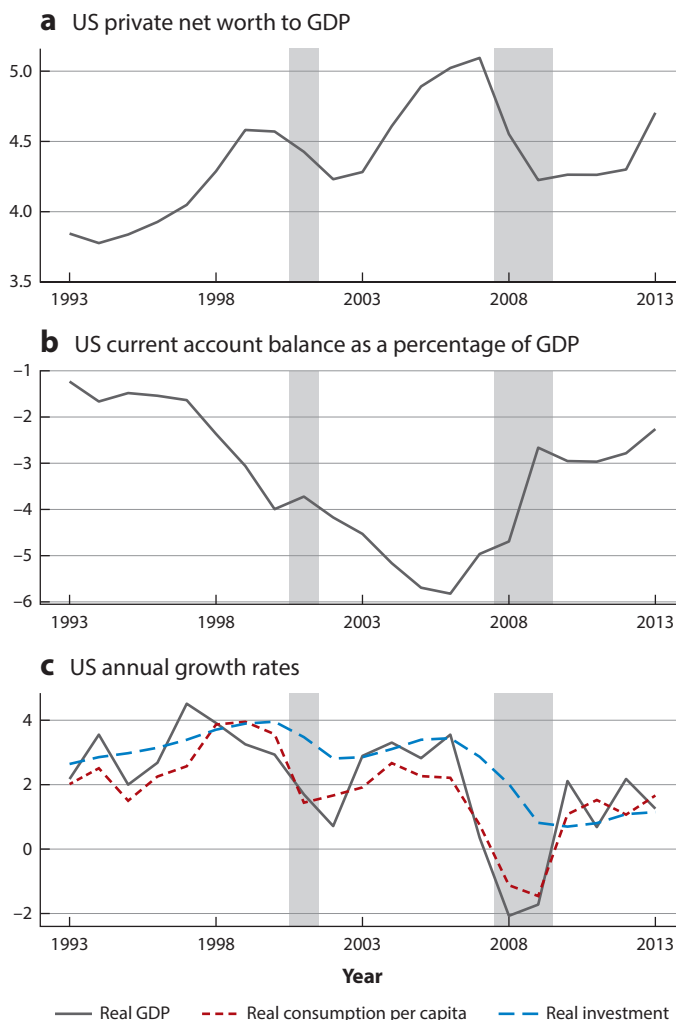 a US private net worth to GDP
5.0
4.5
4.0
3.5
1993 1998 2003 2008 2013
b US current account balance as a percentage of GDP
–1
–2
–3
–4
–5
–6
1993 1998 2003 2008 2013
c US annual growth rates
4
2
0
–2
1993 1998 2003 2008 2013
Year
Real GDP Real consumption per capita Real investment